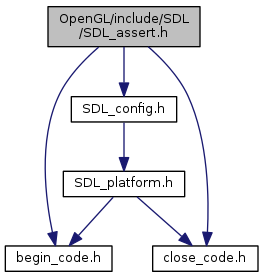 OpenGL/include/SDL
/SDL_assert.h
SDL_config.h
SDL_platform.h
begin_code.h
close_code.h